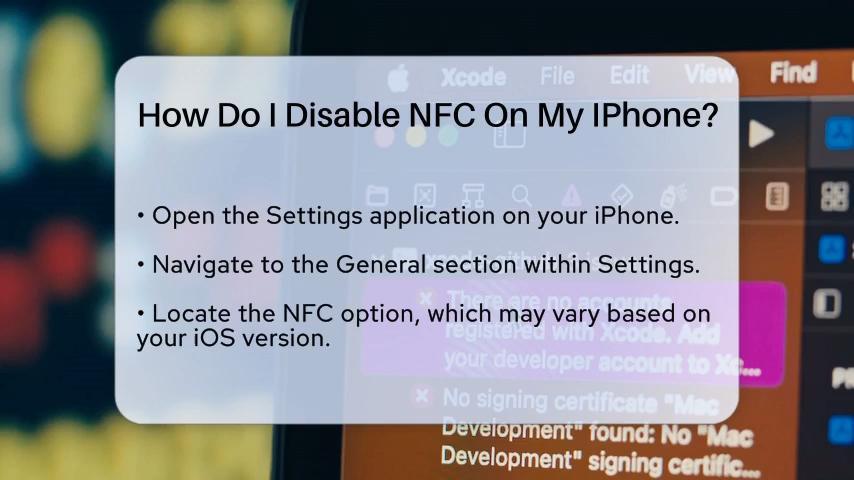 How Do I Disable NFC On My IPhone?
• Open the Settings application on your iPhone.
• Navigate to the General section within Settings.
• Locate the NFC option, which may vary based on
your iOS version.
Xcode File Edit View Find
There are no accounts
registered with Xcode. Add
your developer account to Xc...
No signing certificate "Mac
Development" found: No "Mac
Development" signing certific...